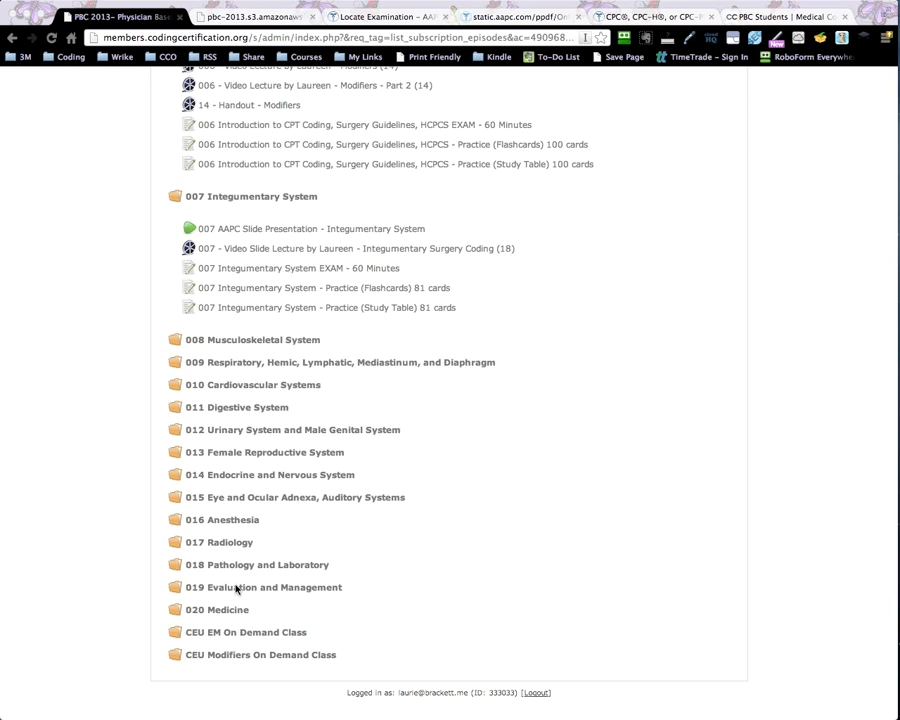 PBC 2013– Physician Base
pbc-2013.s3.amazonaws
Locate Examination – AA
static.aapc.com/ppdf/
CPC®, CPC-H®, or CPC-
CC PBC Students | Medical C
members.codingcertification.org/s/admin/index.php?req_tag=list_subscription_episodes&ac=490968...
3M
Coding
Wrike
CCO
RSS
Share
Courses
My Links
Print Friendly
Kindle
To-Do List
Save Page
TimeTrade – Sign In
RoboForm Everywhe
New
006 - Video Lecture by Laureen - Modifiers (14)
006 - Video Lecture by Laureen - Modifiers - Part 2 (14)
14 - Handout - Modifiers
006 Introduction to CPT Coding, Surgery Guidelines, HCPCS EXAM - 60 Minutes
006 Introduction to CPT Coding, Surgery Guidelines, HCPCS - Practice (Flashcards) 100 cards
006 Introduction to CPT Coding, Surgery Guidelines, HCPCS - Practice (Study Table) 100 cards
007 Integumentary System
007 AAPC Slide Presentation - Integumentary System
007 - Video Slide Lecture by Laureen - Integumentary Surgery Coding (18)
007 Integumentary System EXAM - 60 Minutes
007 Integumentary System - Practice (Flashcards) 81 cards
007 Integumentary System - Practice (Study Table) 81 cards
008 Musculoskeletal System
009 Respiratory, Hemic, Lymphatic, Mediastinum, and Diaphragm
010 Cardiovascular Systems
011 Digestive System
012 Urinary System and Male Genital System
013 Female Reproductive System
014 Endocrine and Nervous System
015 Eye and Ocular Adnexa, Auditory Systems
016 Anesthesia
017 Radiology
018 Pathology and Laboratory
019 Evaluation and Management
020 Medicine
CEU EM On Demand Class
CEU Modifiers On Demand Class
Logged in as: laurie@brackett.me (ID: 333033) [Logout]